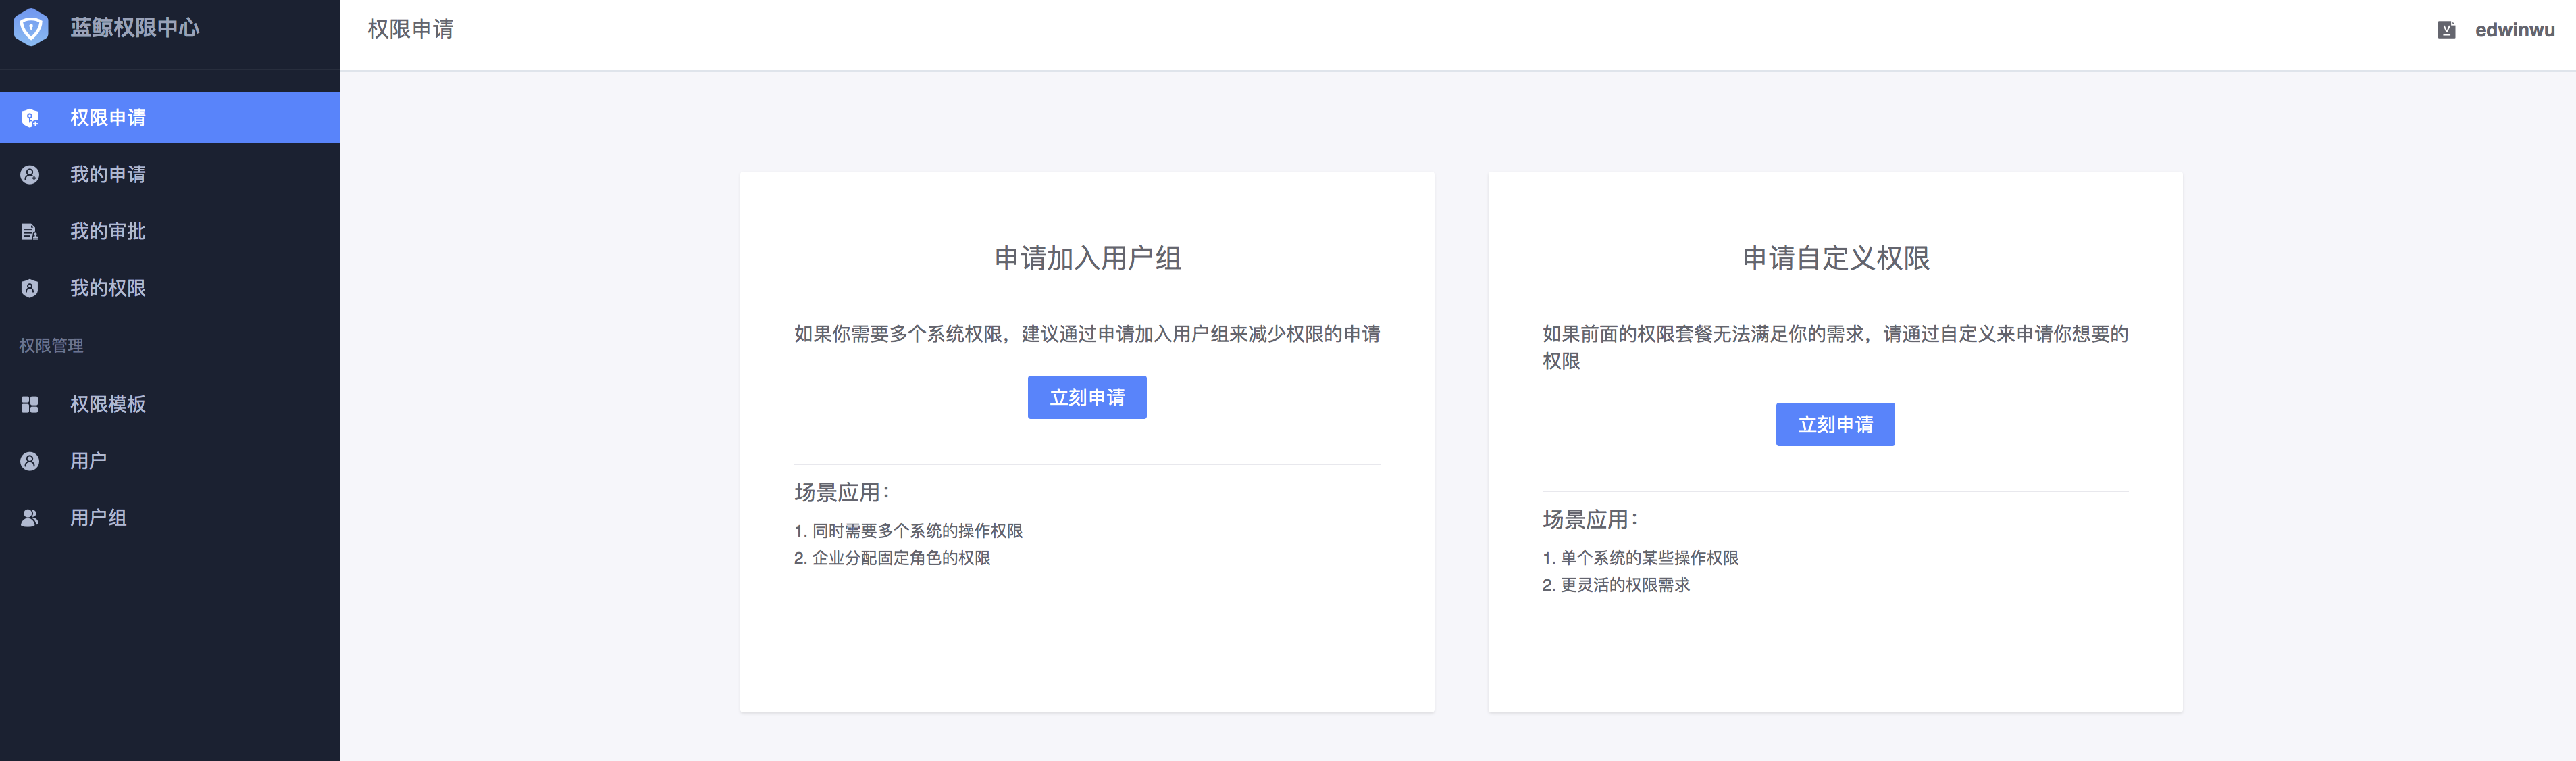 蓝鲸权限中心
权限申请
我的申请
我的审批
我的权限
权限管理
权限模板
用户
用户组
权限申请
edwinwu
申请加入用户组
如果你需要多个系统权限，建议通过申请加入用户组来减少权限的申请
立刻申请
场景应用：
1. 同时需要多个系统的操作权限
2. 企业分配固定角色的权限
申请自定义权限
如果前面的权限套餐无法满足你的需求，请通过自定义来申请你想要的
权限
立刻申请
场景应用：
1. 单个系统的某些操作权限
2. 更灵活的权限需求